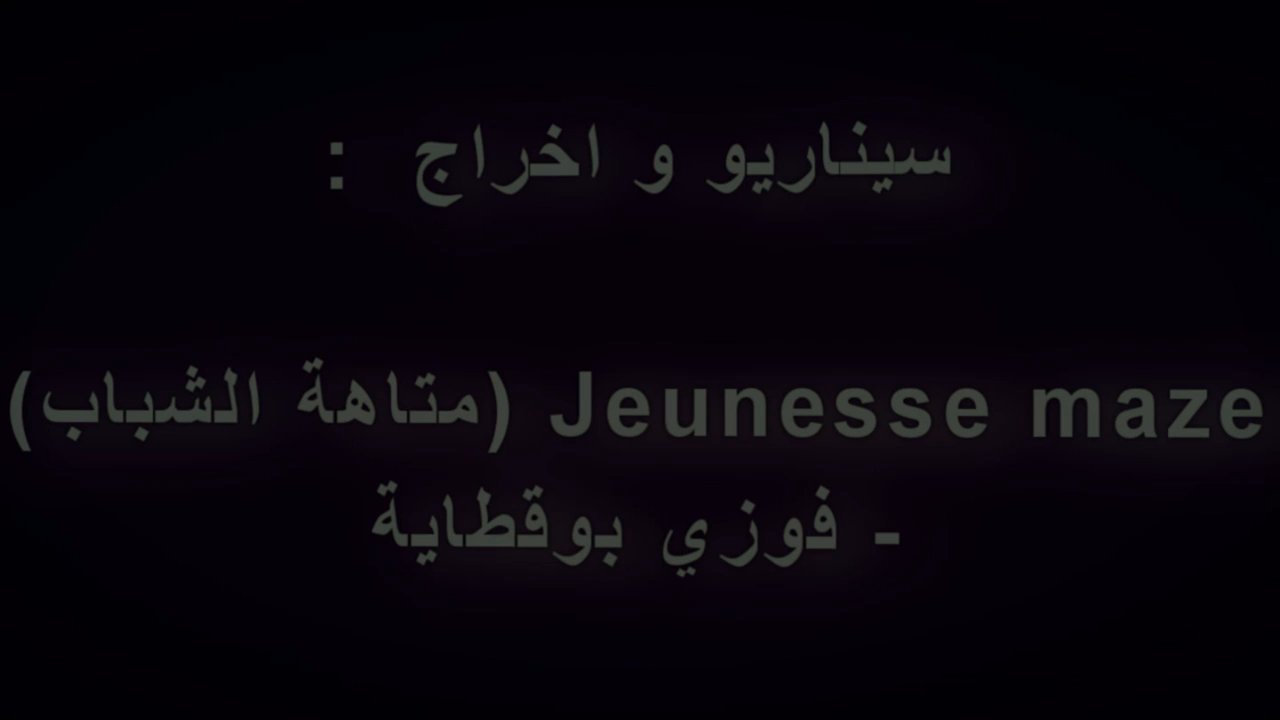 سيناريو و اخراج :
Jeunesse maze (متاهة الشباب)
- فوزي بوقطاية